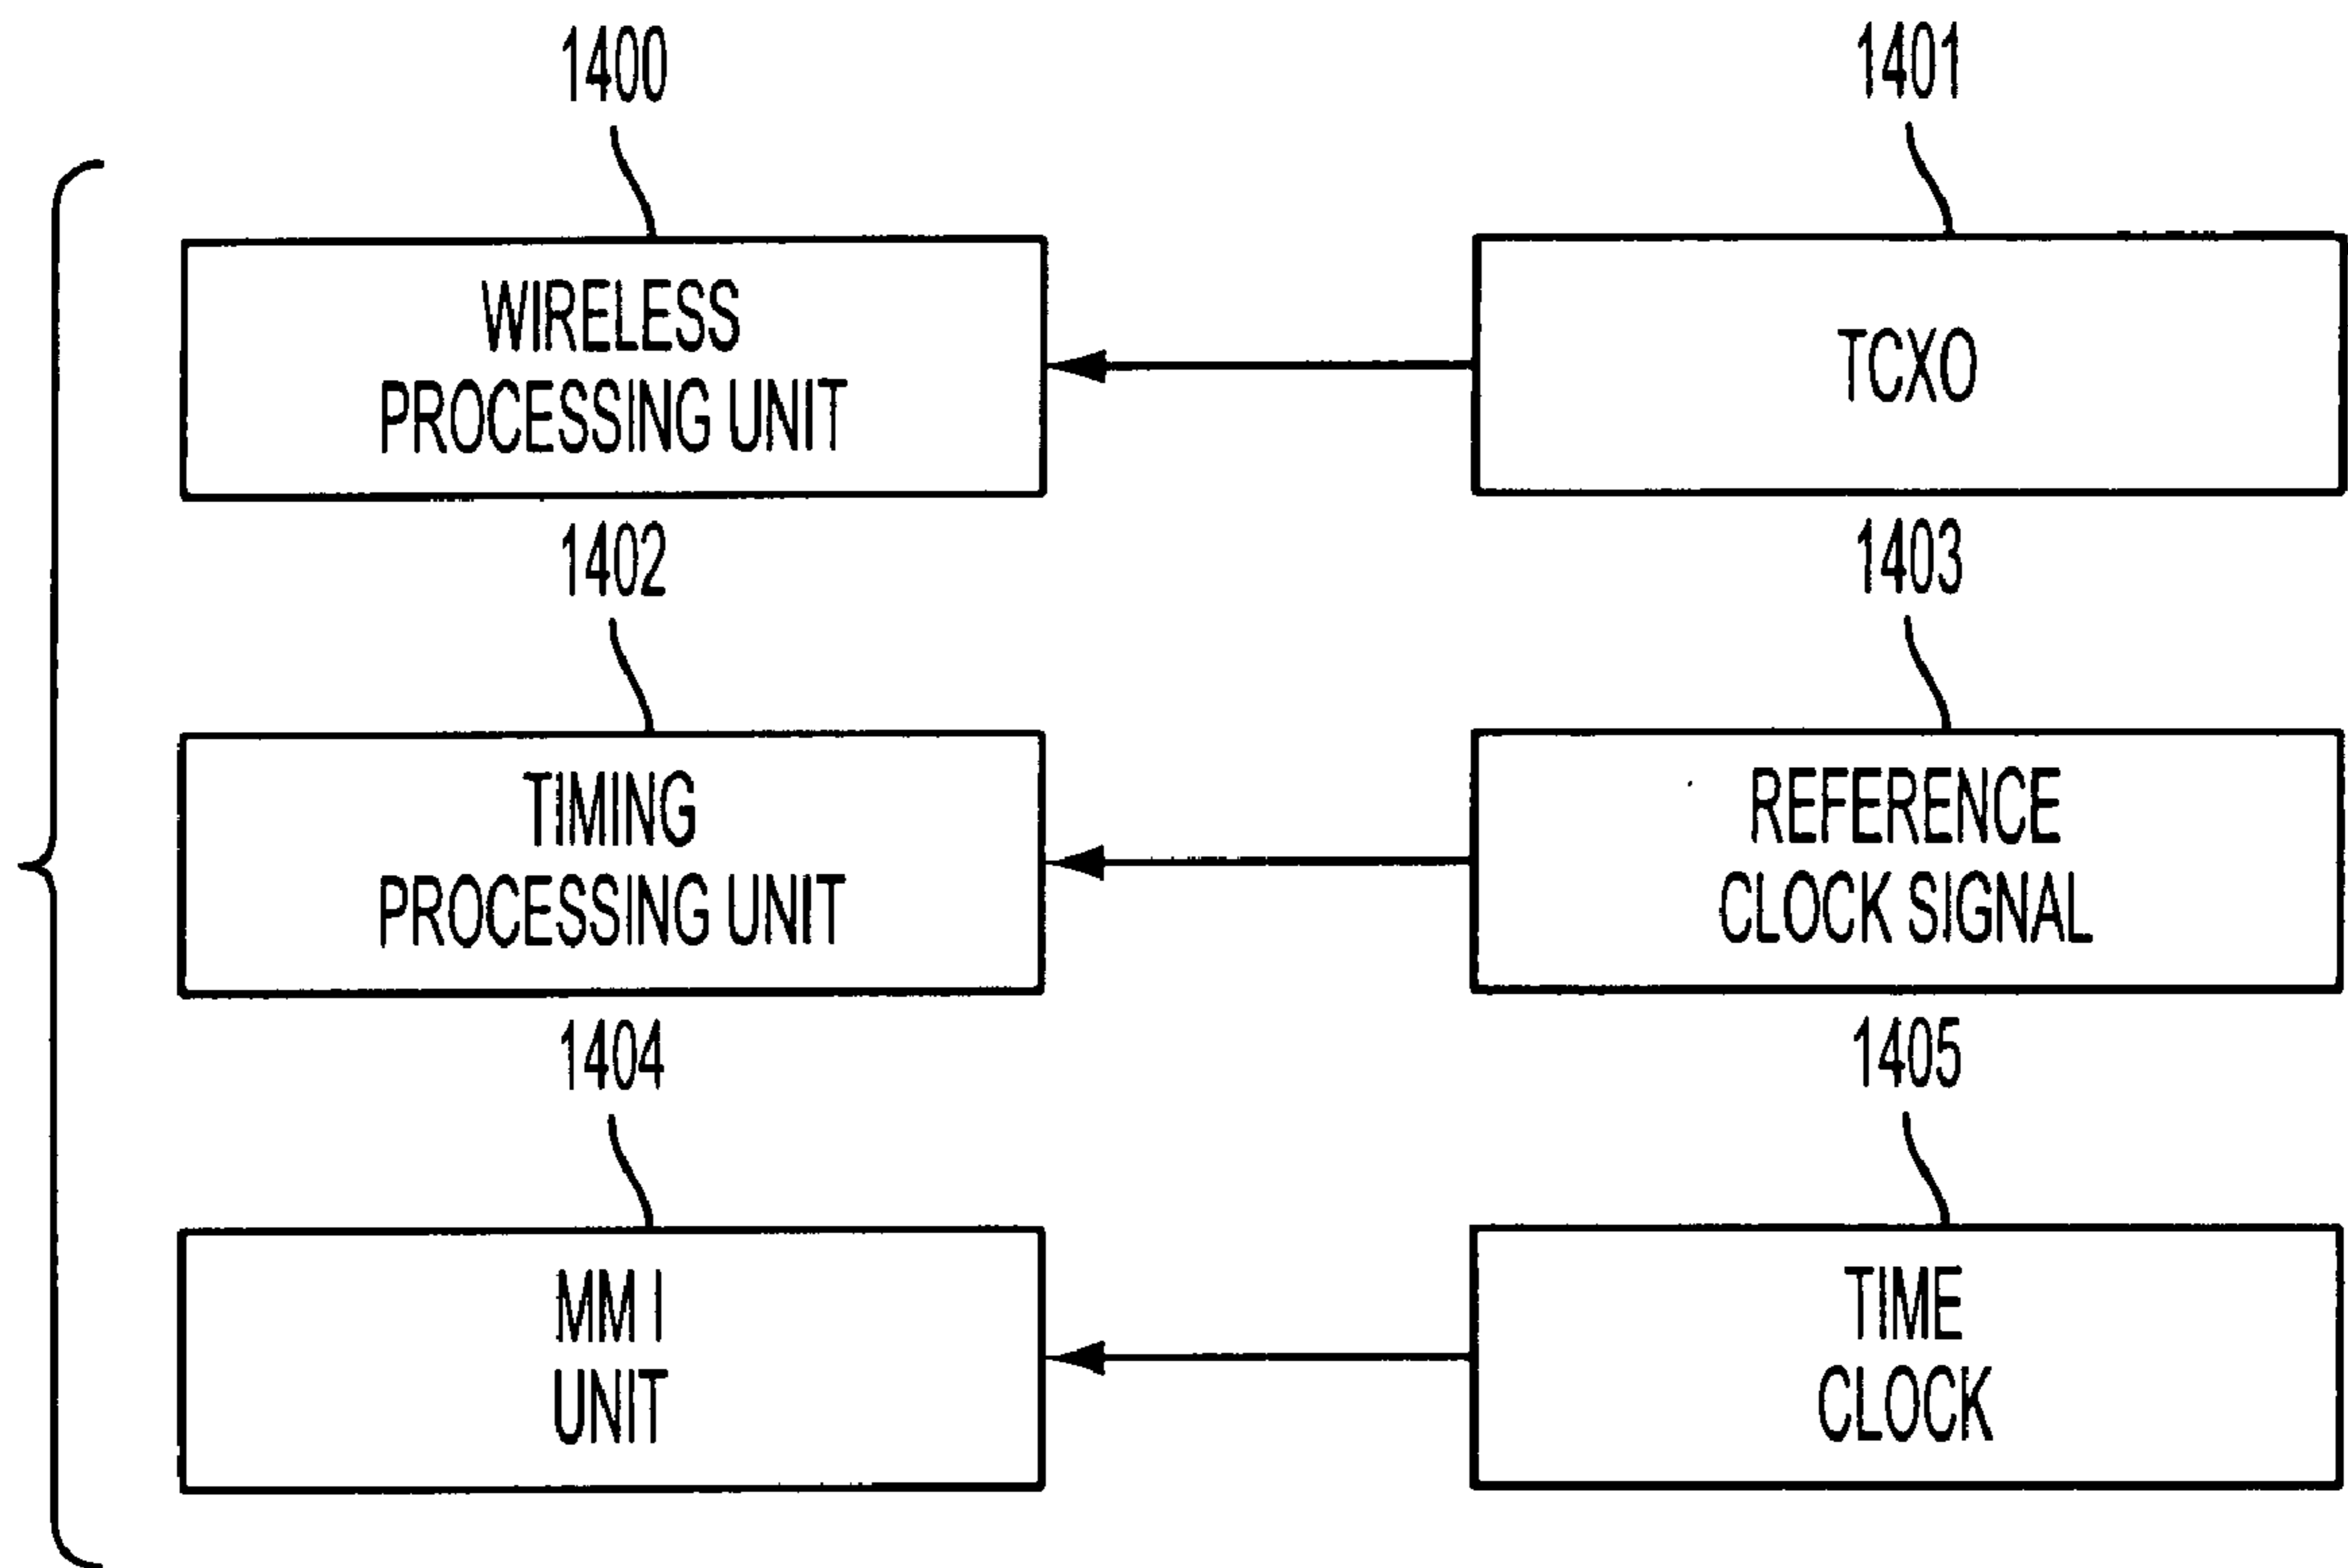 1400
1401
WIRELESS
PROCESSING UNIT
TCXO
1402
1403
TIMING
PROCESSING UNIT
REFERENCE
CLOCK SIGNAL
1404
1405
MM I
UNIT
TIME
CLOCK